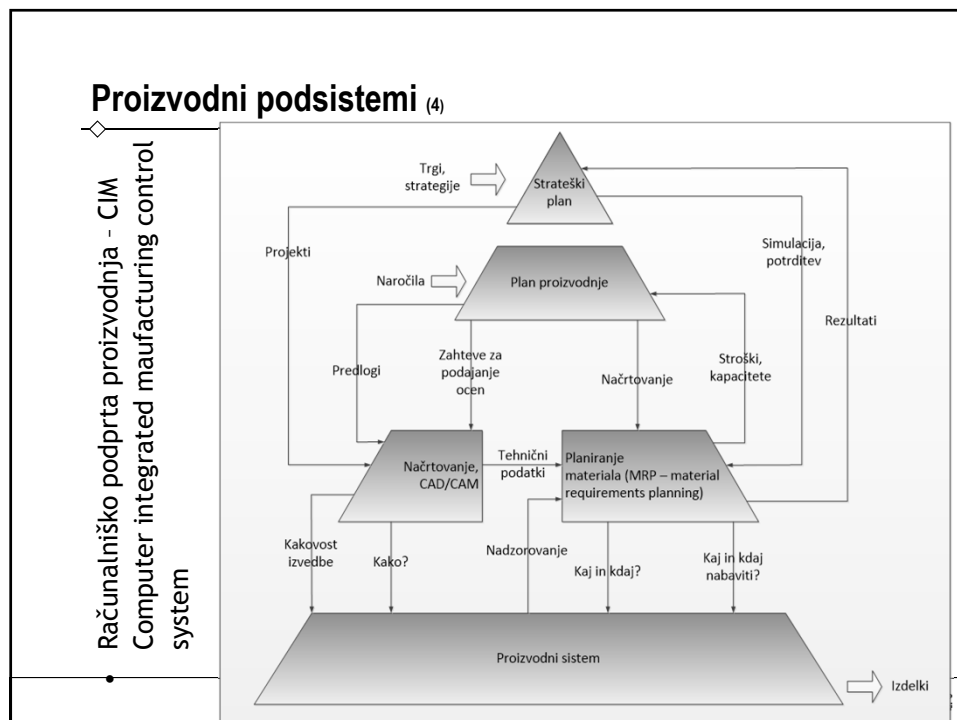 Proizvodni podsistemi (4)
Računalniško podprta proizvodnja - CIM
Computer integrated maufacturing control
system
Trgi,
strategije
Strateški
plan
Projekti
Simulacija,
potrditev
Naročila
Plan proizvodnje
Rezultati
Predlogi
Zahteve za
podajanje
ocen
Načrtovanje
Stroški,
kapacitete
Načrtovanje,
CAD/CAM
Tehnični
podatki
Planiranje
materiala (MRP – material
requirements planning)
Kakovost
izvedbe
Kako?
Nadzorovanje
Kaj in kdaj?
Kaj in kdaj
nabaviti?
Proizvodni sistem
Izdelki